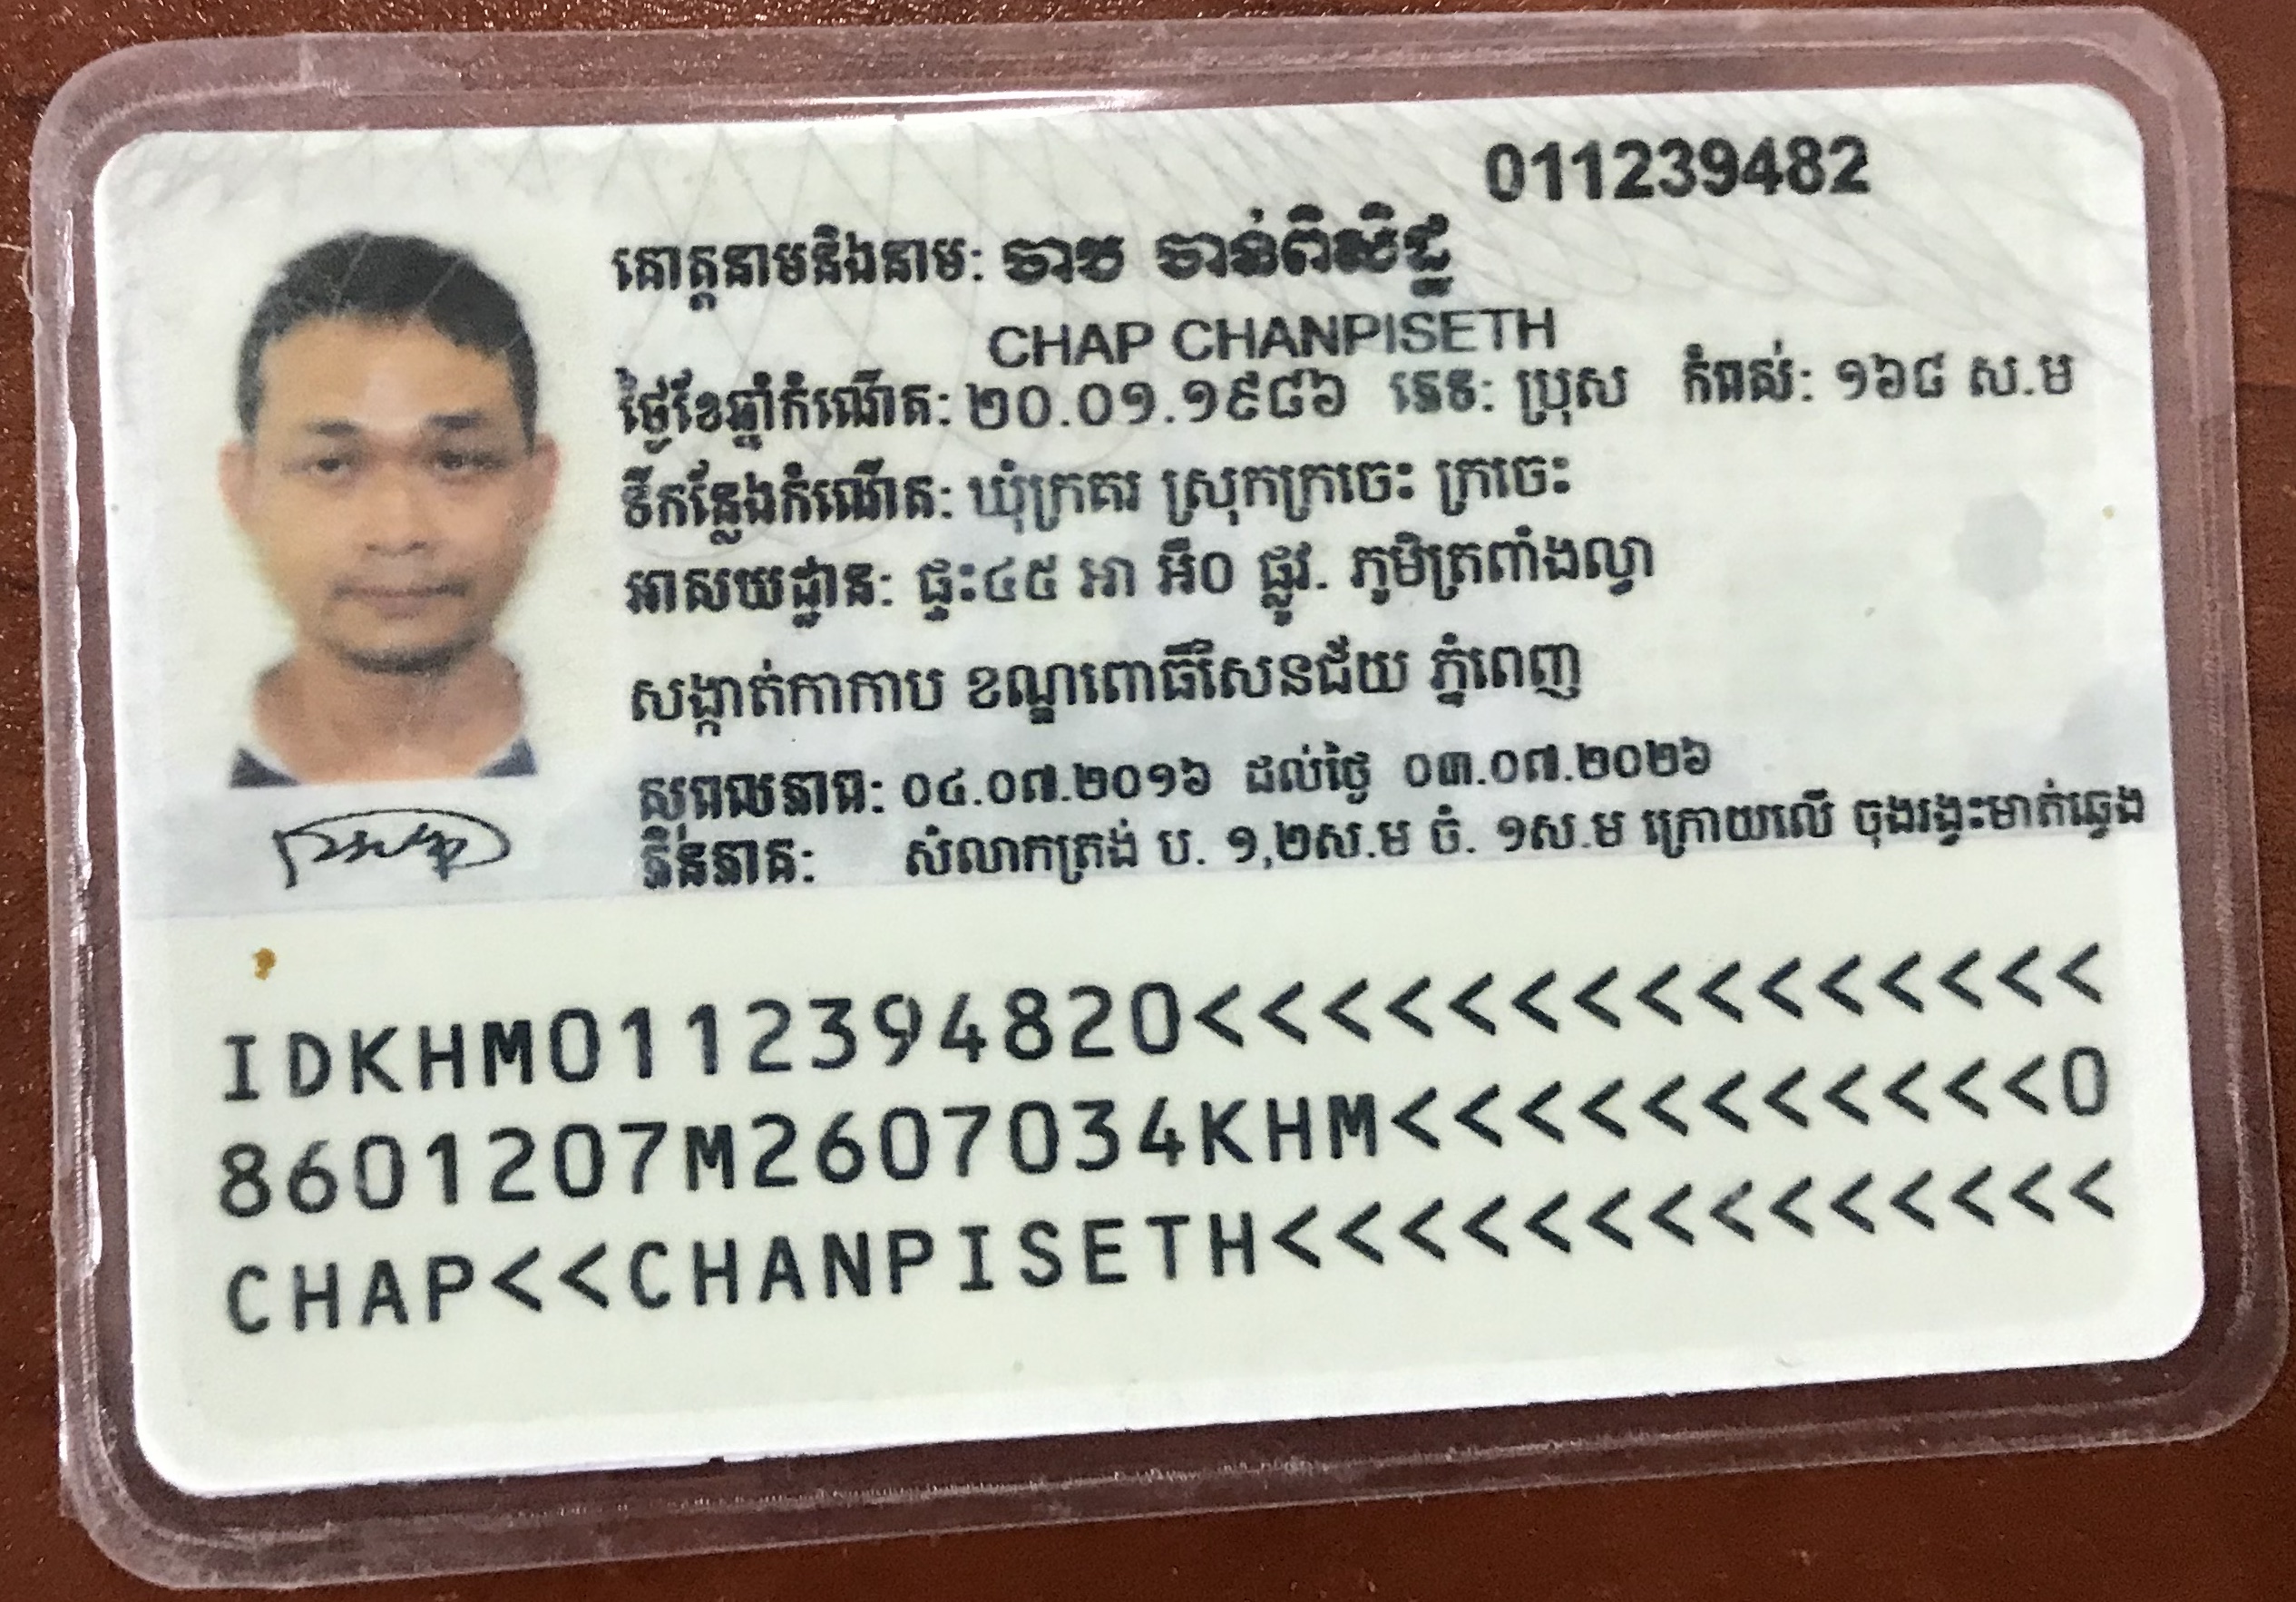 011239482
គោត្តនាមនិងនាម: ចាប ចាន់ពិសិដ្ឋ
CHAP CHANPISETH
ថ្ងៃខែឆ្នាំកំណើត: ២០.០១.១៩៨៦ ភេទ: ប្រុស កំពស់: ១៦៨ ស.ម
ទីកន្លែងកំណើត: ឃុំក្រគរ ស្រុកក្រចេះ ក្រចេះ
អាសយដ្ឋាន: ផ្ទះ៤៥ អា អឺ០ ផ្លូវ. ភូមិត្រពាំងល្វា
សង្កាត់កាកាប ខណ្ឌពោធិ៍សែនជ័យ ភ្នំពេញ
សុពលភាព: ០៤.០៧.២០១៦ ដល់ថ្ងៃ ០៣.០៧.២០២៦
ភិនភាគ: សំលាកត្រង់ ប. ១,២ស.ម ចំ. ១ស.ម ក្រោយលើ ចុងរង្វះមាត់ឆ្វេង
IDKHM0112394820<<<<<<<<<<<<<<<
8601207M2607034KHM<<<<<<<<<<<0
CHAP<<CHANPISETH<<<<<<<<<<<<<<